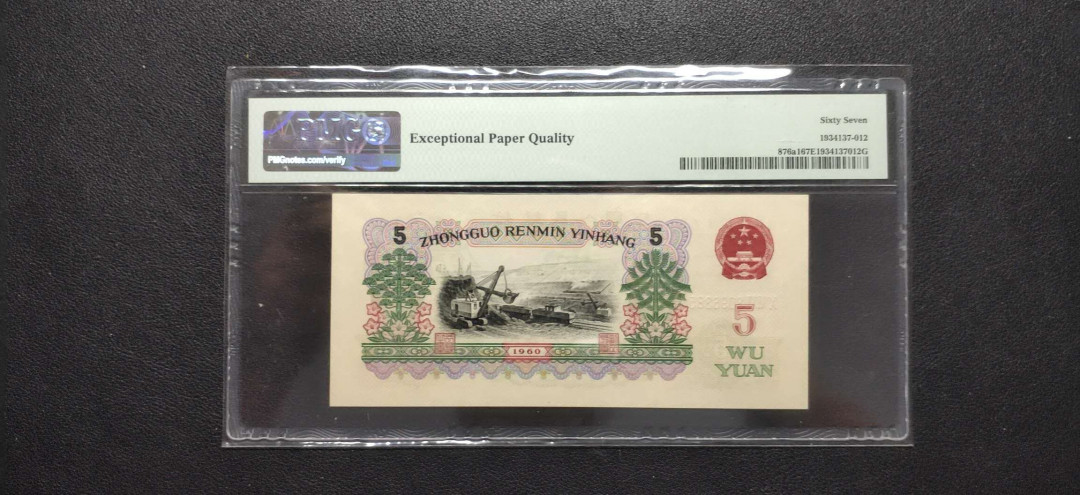 PMG
PMGnotes.com/verify
Exceptional Paper Quality
Sixty Seven
1934137-012
876a167E1934137012G
5 ZHONGGUO RENMIN YINHANG 5
1960
5
WU
YUAN